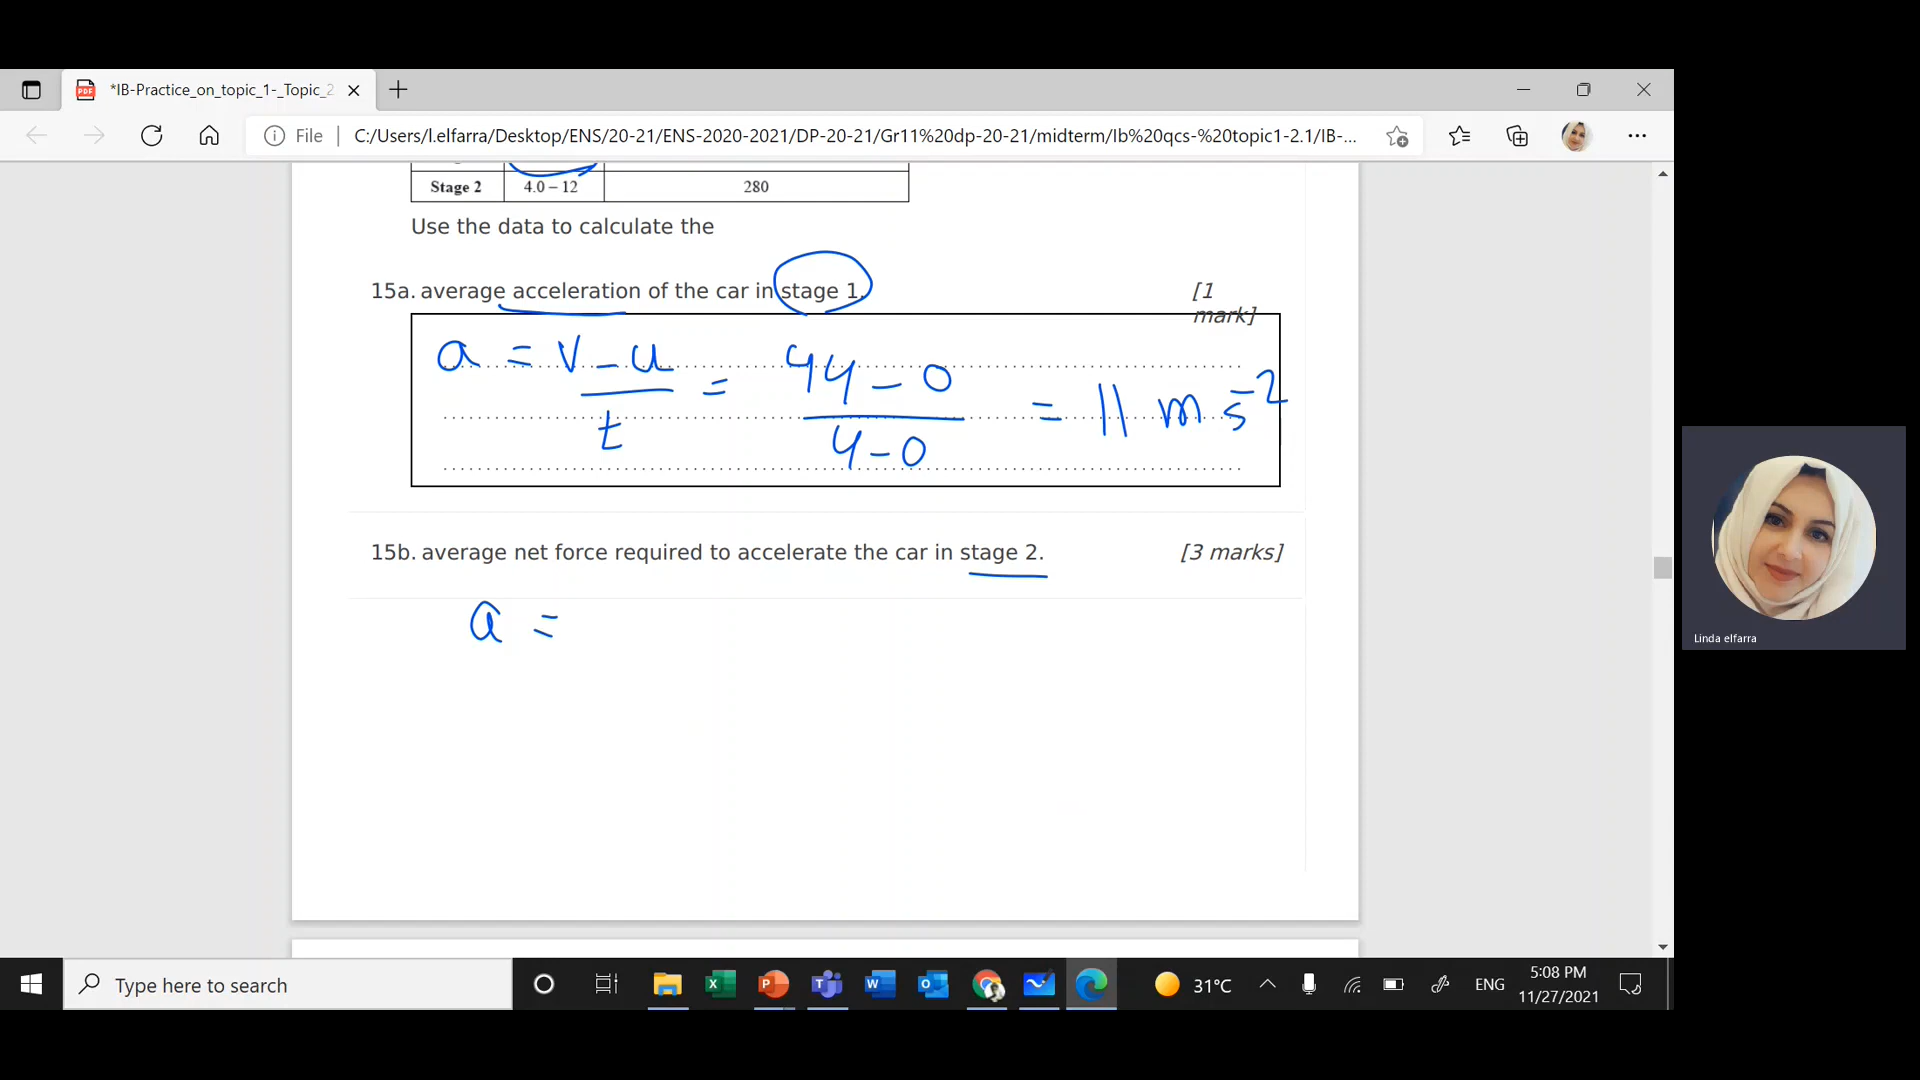 *IB-Practice_on_topic_1-_Topic_2
File
C:/Users/l.elfarra/Desktop/ENS/20-21/ENS-2020-2021/DP-20-21/Gr11%20dp-20-21/midterm/Ib%20qcs-%20topic1-2.1/IB-...
Stage 2 4.0 – 12 280
Use the data to calculate the
15a. average acceleration of the car in stage 1. [1 mark]
a = v – u / t = 44 – 0 / 4 – 0 = 11 m s⁻²
15b. average net force required to accelerate the car in stage 2. [3 marks]
a =
Linda elfarra
Type here to search
31°C
ENG
5:08 PM
11/27/2021